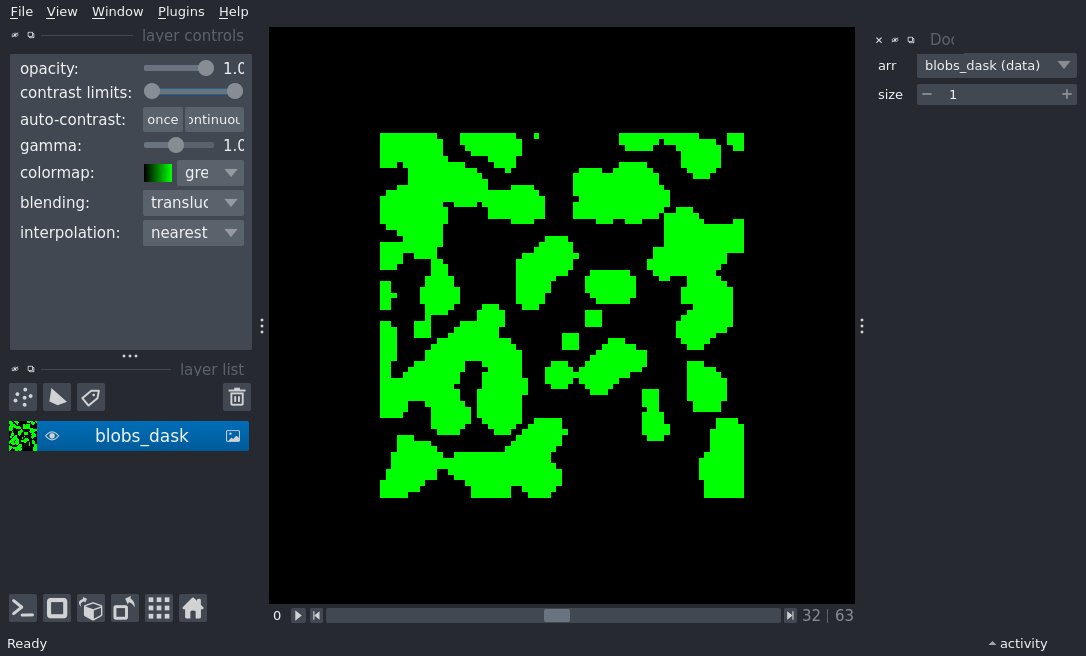 File View Window Plugins Help
layer controls
opacity: 1.0
contrast limits:
auto-contrast: once ontinuou
gamma: 1.0
colormap: gre
blending: transluc
interpolation: nearest
layer list
blobs_dask
0 32 | 63
Ready
Doc
arr blobs_dask (data)
size 1
activity